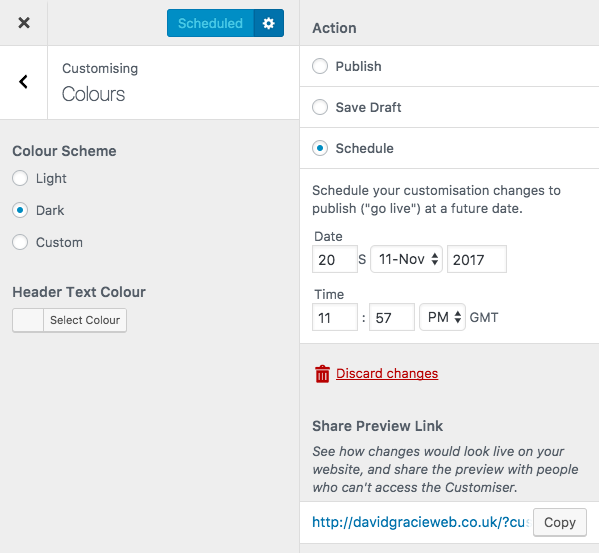 Scheduled
Customising
Colours
Colour Scheme
Light
Dark
Custom
Header Text Colour
Select Colour
Action
Publish
Save Draft
Schedule
Schedule your customisation changes to
publish ("go live") at a future date.
Date
20 S 11-Nov 2017
Time
11 : 57 PM GMT
Discard changes
Share Preview Link
See how changes would look live on your
website, and share the preview with people
who can't access the Customiser.
http://davidgracieweb.co.uk/?cus Copy